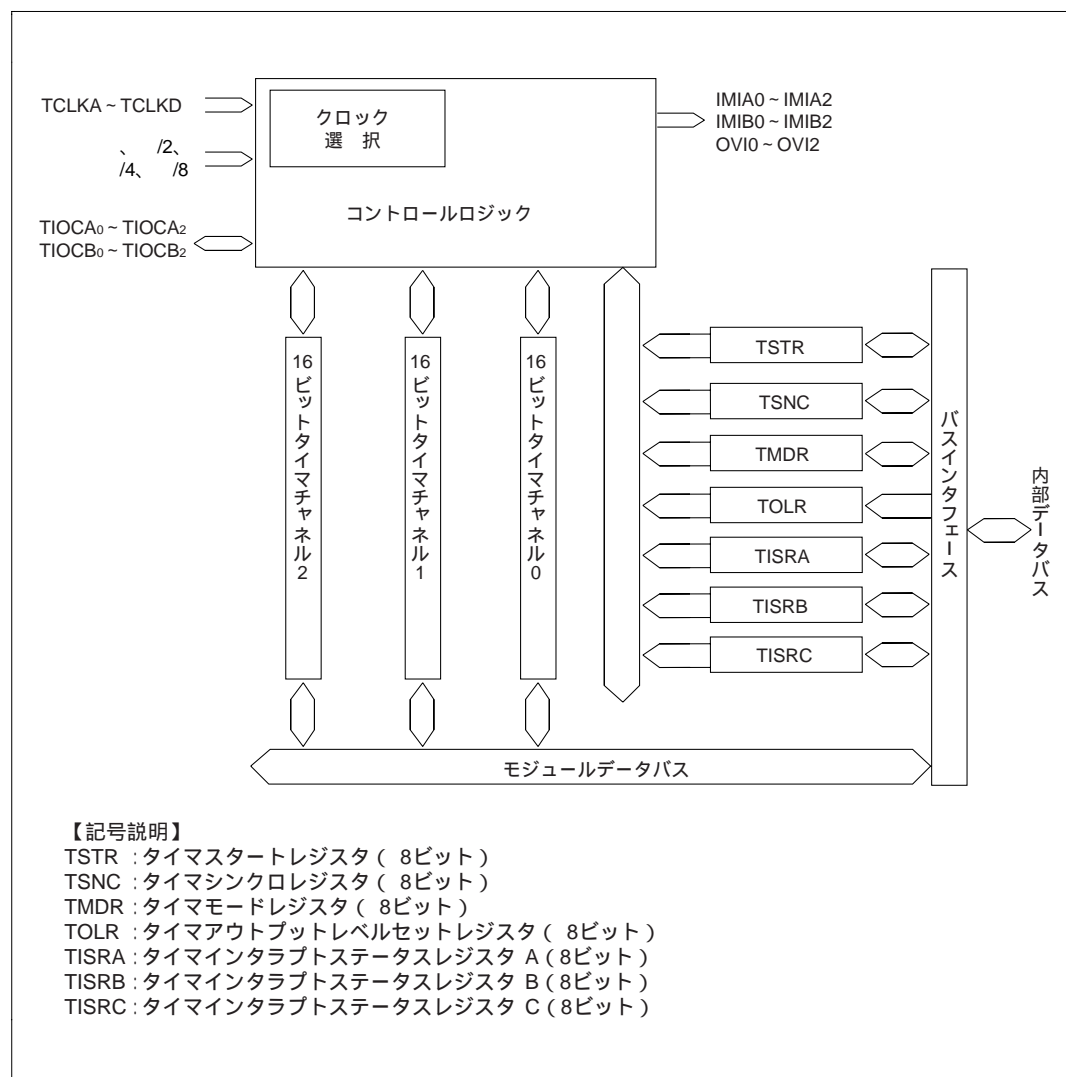 TCLKA ~ TCLKD
、 /2、
/4、 /8
TIOCA0 ~ TIOCA2
TIOCB0 ~ TIOCB2
クロック
選 択
コントロールロジック
IMIA0 ~ IMIA2
IMIB0 ~ IMIB2
OVI0 ~ OVI2
16ビットタイマチャネル2
16ビットタイマチャネル1
16ビットタイマチャネル0
TSTR
TSNC
TMDR
TOLR
TISRA
TISRB
TISRC
バスインタフェース
内部データバス
モジュールデータバス
【記号説明】
TSTR : タイマスタートレジスタ( 8ビット)
TSNC : タイマシンクロレジスタ( 8ビット)
TMDR : タイマモードレジスタ( 8ビット)
TOLR : タイマアウトプットレベルセットレジスタ( 8ビット)
TISRA : タイマインタラプトステータスレジスタ A(8ビット)
TISRB : タイマインタラプトステータスレジスタ B(8ビット)
TISRC : タイマインタラプトステータスレジスタ C(8ビット)